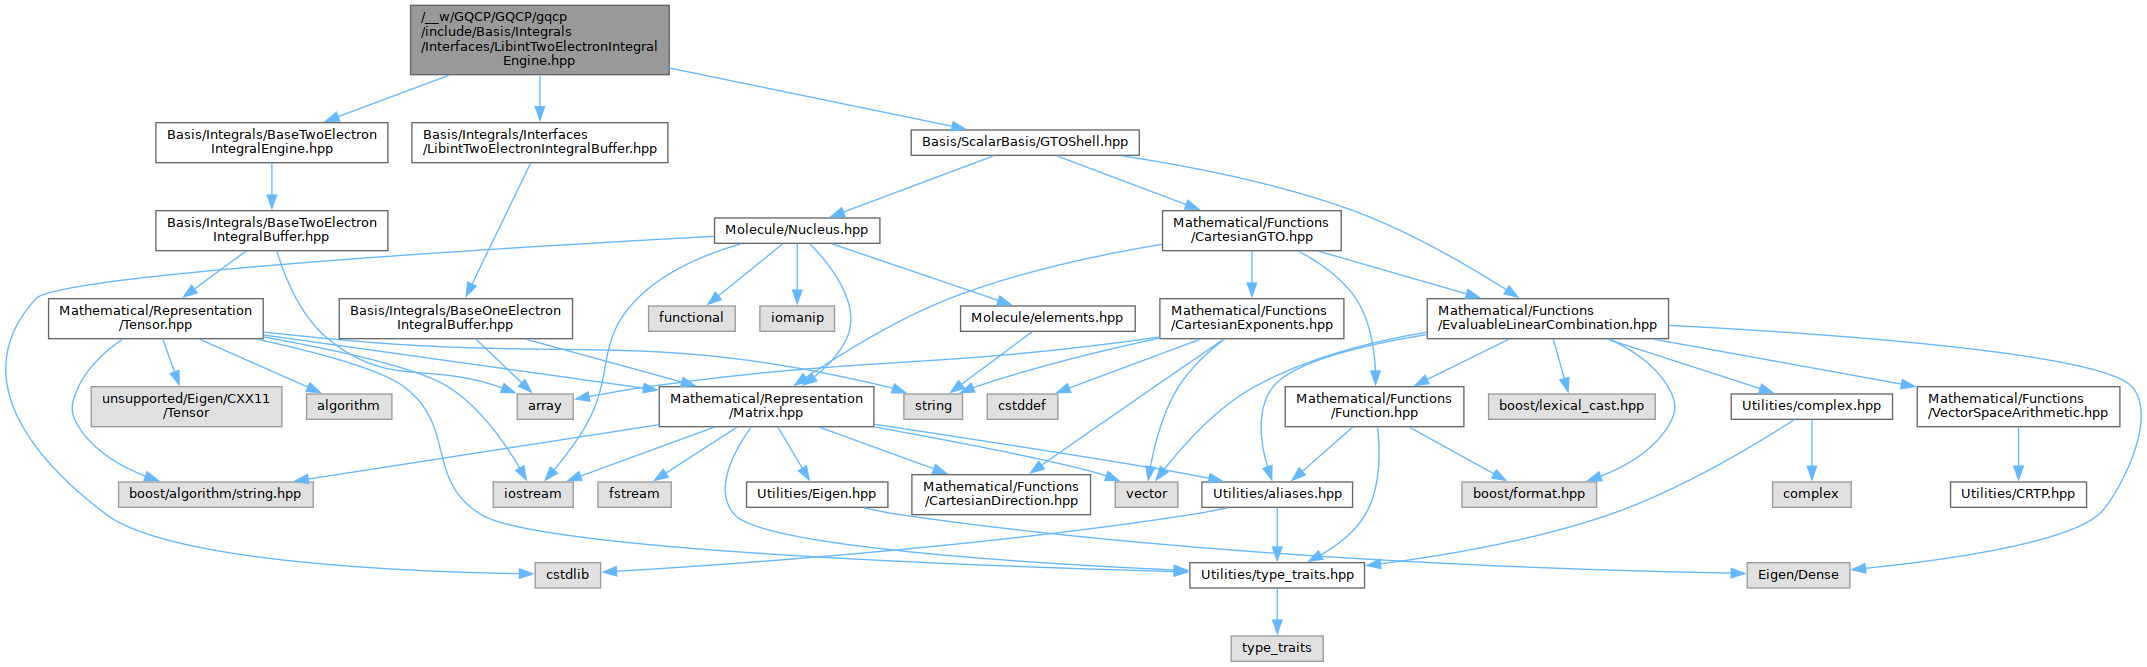 /__w/GQCP/GQCP/gqcp
/include/Basis/Integrals
/Interfaces/LibintTwoElectronIntegral
Engine.hpp
Basis/Integrals/BaseTwoElectron
IntegralEngine.hpp
Basis/Integrals/Interfaces
/LibintTwoElectronIntegralBuffer.hpp
Basis/ScalarBasis/GTOShell.hpp
Basis/Integrals/BaseTwoElectron
IntegralBuffer.hpp
Molecule/Nucleus.hpp
Mathematical/Functions
/CartesianGTO.hpp
Mathematical/Representation
/Tensor.hpp
Basis/Integrals/BaseOneElectron
IntegralBuffer.hpp
functional
iomanip
Molecule/elements.hpp
Mathematical/Functions
/CartesianExponents.hpp
Mathematical/Functions
/EvaluableLinearCombination.hpp
unsupported/Eigen/CXX11
/Tensor
algorithm
array
Mathematical/Representation
/Matrix.hpp
string
cstddef
Mathematical/Functions
/Function.hpp
boost/lexical_cast.hpp
Utilities/complex.hpp
Mathematical/Functions
/VectorSpaceArithmetic.hpp
boost/algorithm/string.hpp
iostream
fstream
Utilities/Eigen.hpp
Mathematical/Functions
/CartesianDirection.hpp
vector
Utilities/aliases.hpp
boost/format.hpp
complex
Utilities/CRTP.hpp
cstdlib
Utilities/type_traits.hpp
Eigen/Dense
type_traits